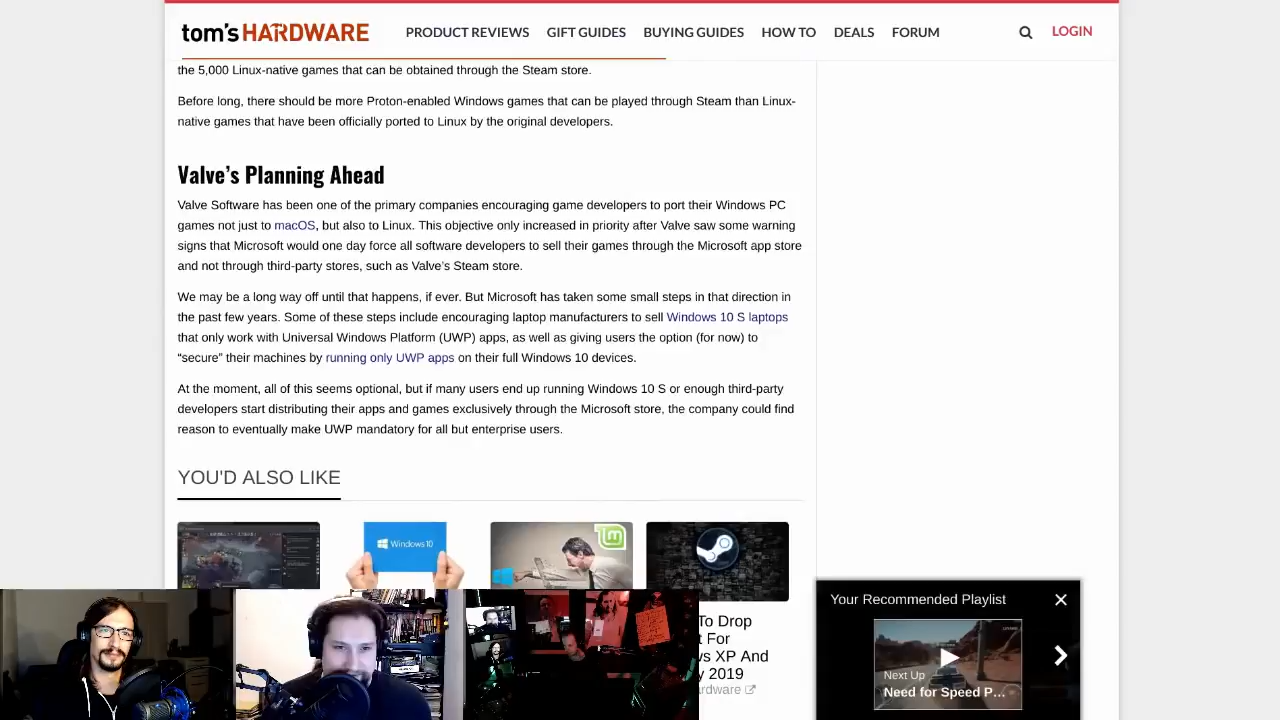 tom's HARDWARE
PRODUCT REVIEWS GIFT GUIDES BUYING GUIDES HOW TO DEALS FORUM LOGIN
the 5,000 Linux-native games that can be obtained through the Steam store.
Before long, there should be more Proton-enabled Windows games that can be played through Steam than Linux-
native games that have been officially ported to Linux by the original developers.
Valve’s Planning Ahead
Valve Software has been one of the primary companies encouraging game developers to port their Windows PC
games not just to macOS, but also to Linux. This objective only increased in priority after Valve saw some warning
signs that Microsoft would one day force all software developers to sell their games through the Microsoft app store
and not through third-party stores, such as Valve’s Steam store.
We may be a long way off until that happens, if ever. But Microsoft has taken some small steps in that direction in
the past few years. Some of these steps include encouraging laptop manufacturers to sell Windows 10 S laptops
that only work with Universal Windows Platform (UWP) apps, as well as giving users the option (for now) to
“secure” their machines by running only UWP apps on their full Windows 10 devices.
At the moment, all of this seems optional, but if many users end up running Windows 10 S or enough third-party
developers start distributing their apps and games exclusively through the Microsoft store, the company could find
reason to eventually make UWP mandatory for all but enterprise users.
YOU'D ALSO LIKE
Windows 10
To Drop
For
XP And
2019
Your Recommended Playlist
Next Up
Need for Speed P...